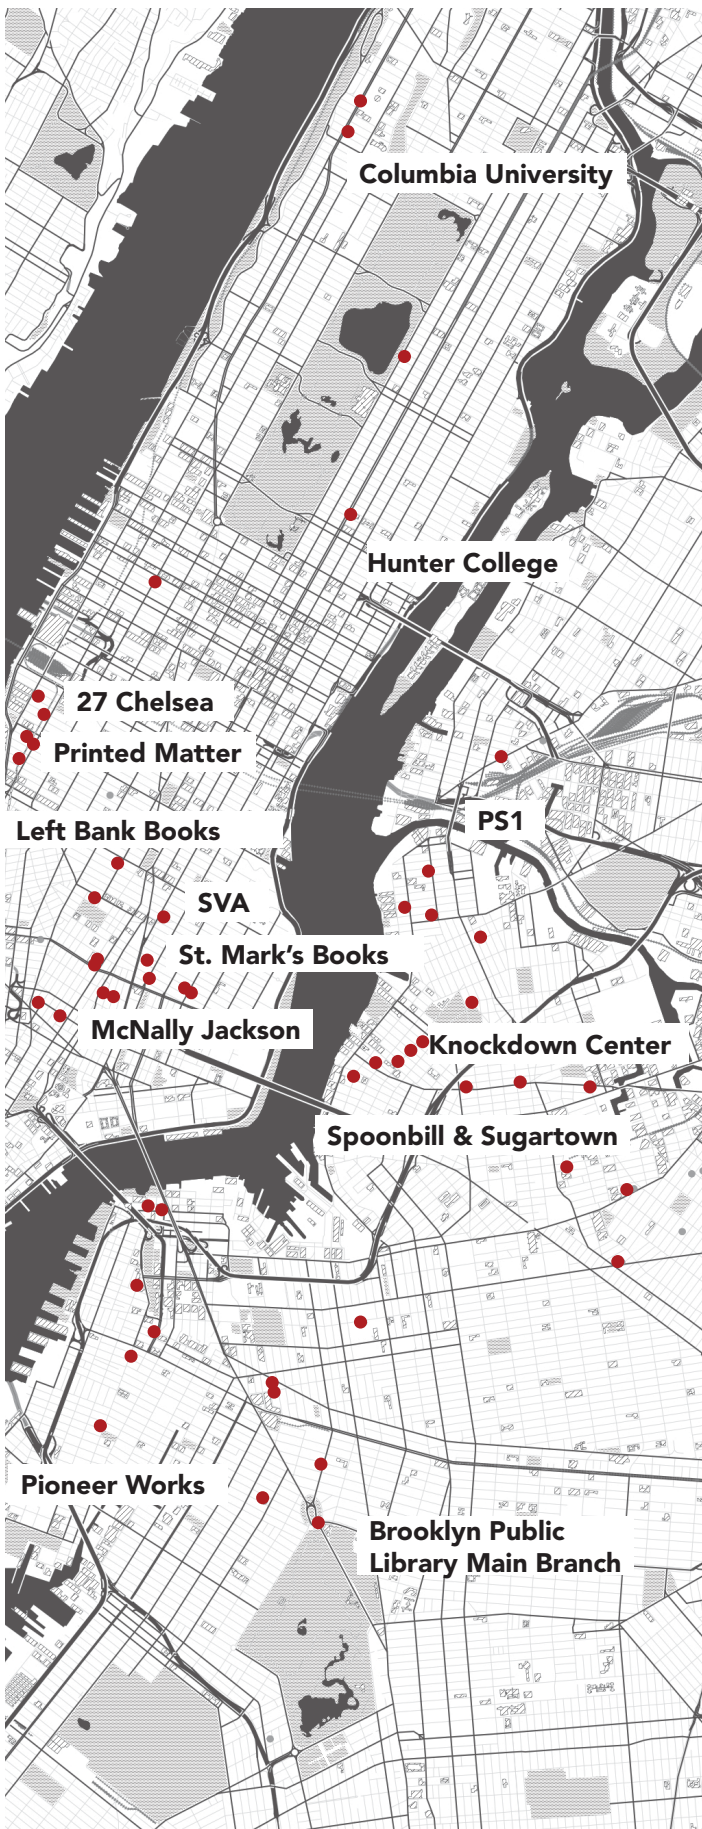 Columbia University
Hunter College
27 Chelsea
Printed Matter
PS1
Left Bank Books
SVA
St. Mark's Books
McNally Jackson
Knockdown Center
Spoonbill & Sugartown
Pioneer Works
Brooklyn Public
Library Main Branch